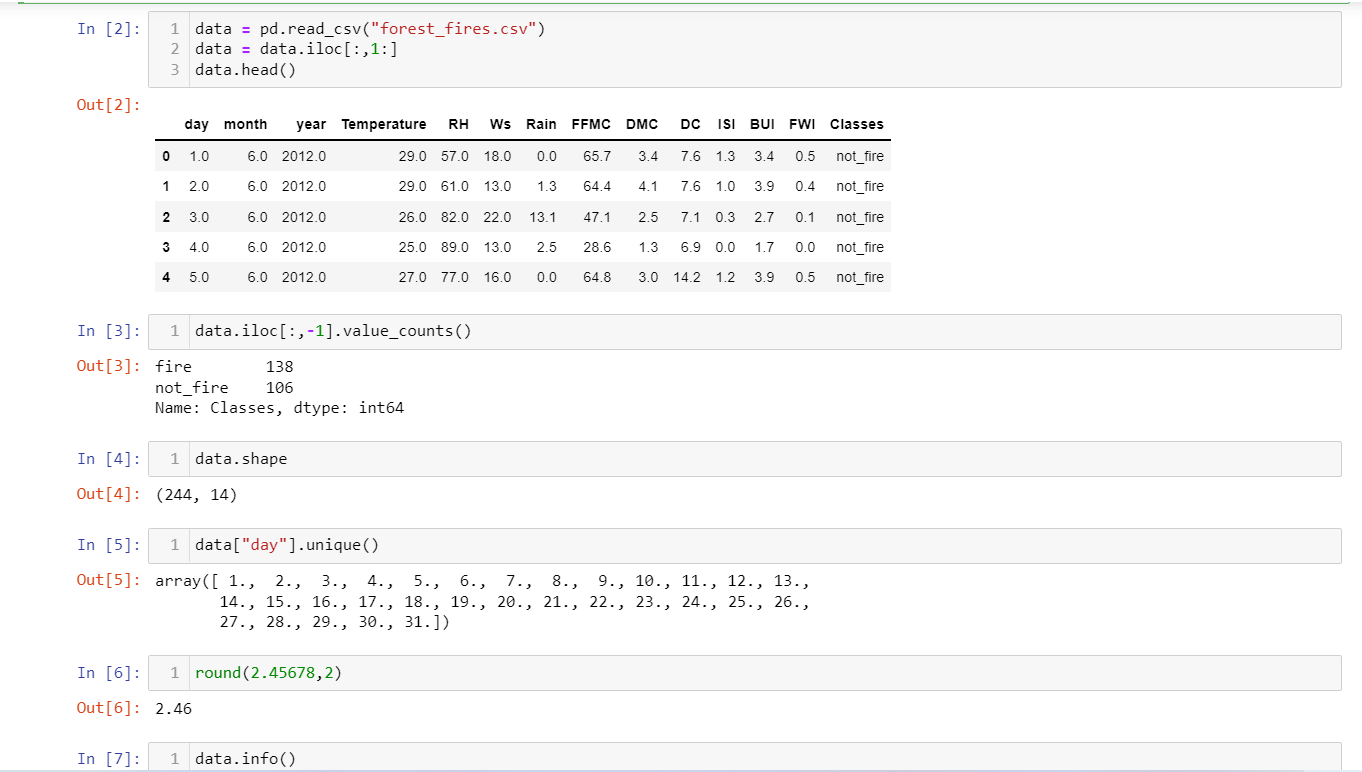 In [2]: 1 data = pd.read_csv("forest_fires.csv")
2 data = data.iloc[:,1:]
3 data.head()
Out[2]:
day month year Temperature RH Ws Rain FFMC DMC DC ISI BUI FWI Classes
0 1.0 6.0 2012.0 29.0 57.0 18.0 0.0 65.7 3.4 7.6 1.3 3.4 0.5 not_fire
1 2.0 6.0 2012.0 29.0 61.0 13.0 1.3 64.4 4.1 7.6 1.0 3.9 0.4 not_fire
2 3.0 6.0 2012.0 26.0 82.0 22.0 13.1 47.1 2.5 7.1 0.3 2.7 0.1 not_fire
3 4.0 6.0 2012.0 25.0 89.0 13.0 2.5 28.6 1.3 6.9 0.0 1.7 0.0 not_fire
4 5.0 6.0 2012.0 27.0 77.0 16.0 0.0 64.8 3.0 14.2 1.2 3.9 0.5 not_fire
In [3]: 1 data.iloc[:,-1].value_counts()
Out[3]: fire 138
not_fire 106
Name: Classes, dtype: int64
In [4]: 1 data.shape
Out[4]: (244, 14)
In [5]: 1 data["day"].unique()
Out[5]: array([ 1., 2., 3., 4., 5., 6., 7., 8., 9., 10., 11., 12., 13.,
14., 15., 16., 17., 18., 19., 20., 21., 22., 23., 24., 25., 26.,
27., 28., 29., 30., 31.])
In [6]: 1 round(2.45678,2)
Out[6]: 2.46
In [7]: 1 data.info()